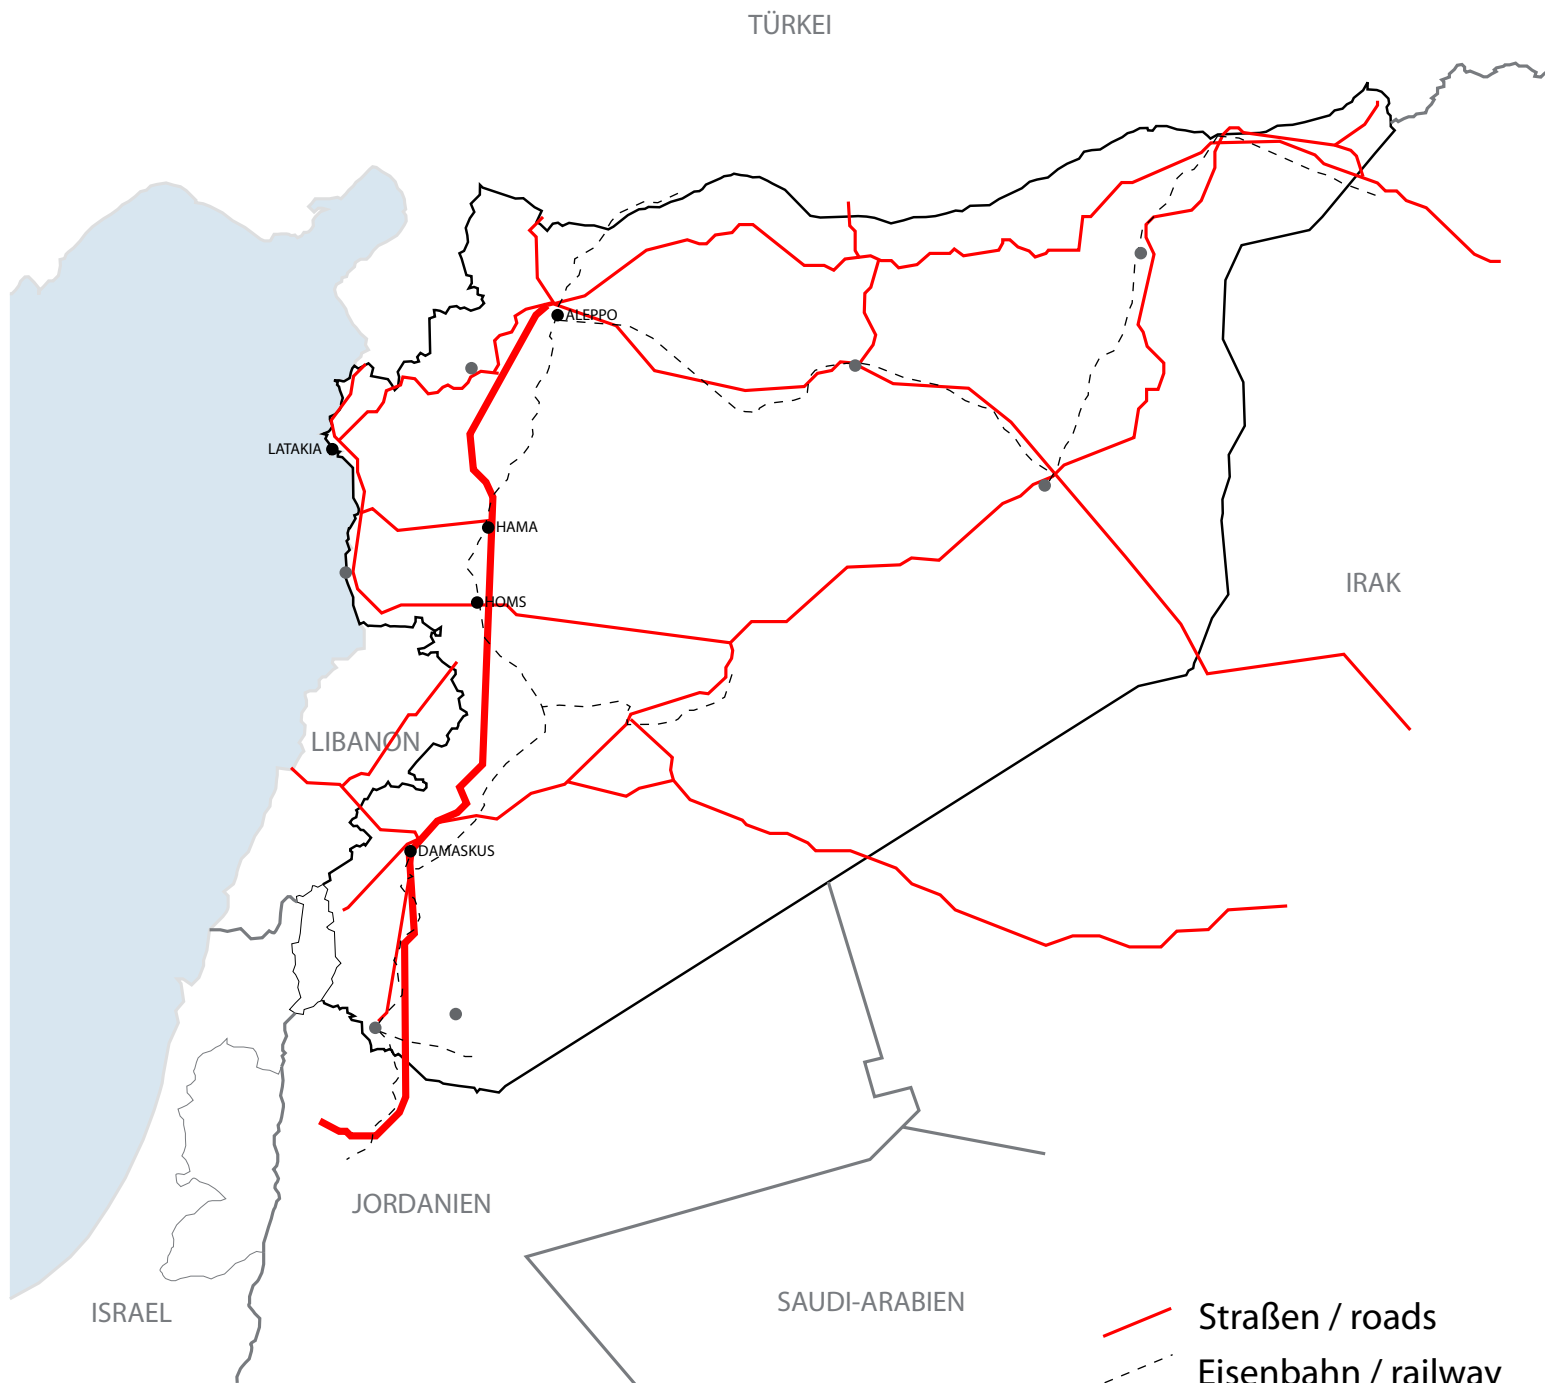 TÜRKEI
ALEPPO
LATAKIA
HAMA
IRAK
HOMS
LIBANON
DAMASKUS
JORDANIEN
SAUDI-ARABIEN
ISRAEL
Straßen / roads
Eisenbahn / railway